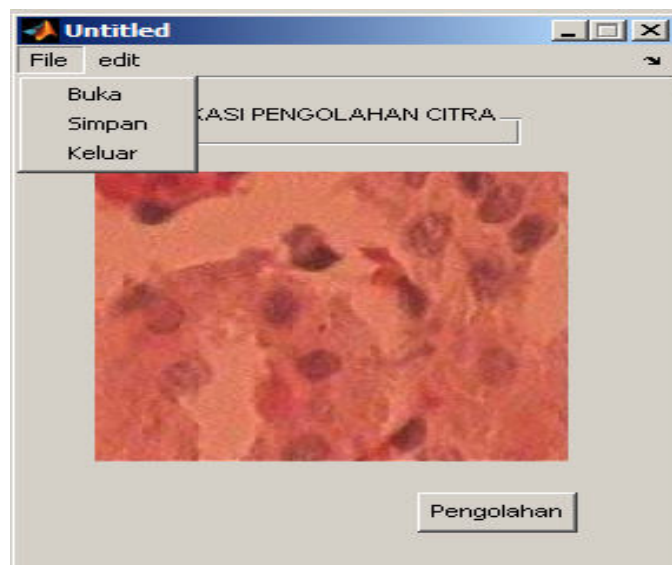 Untitled
File edit
Buka
KASI PENGOLAHAN CITRA
Simpan
Keluar
Pengolahan